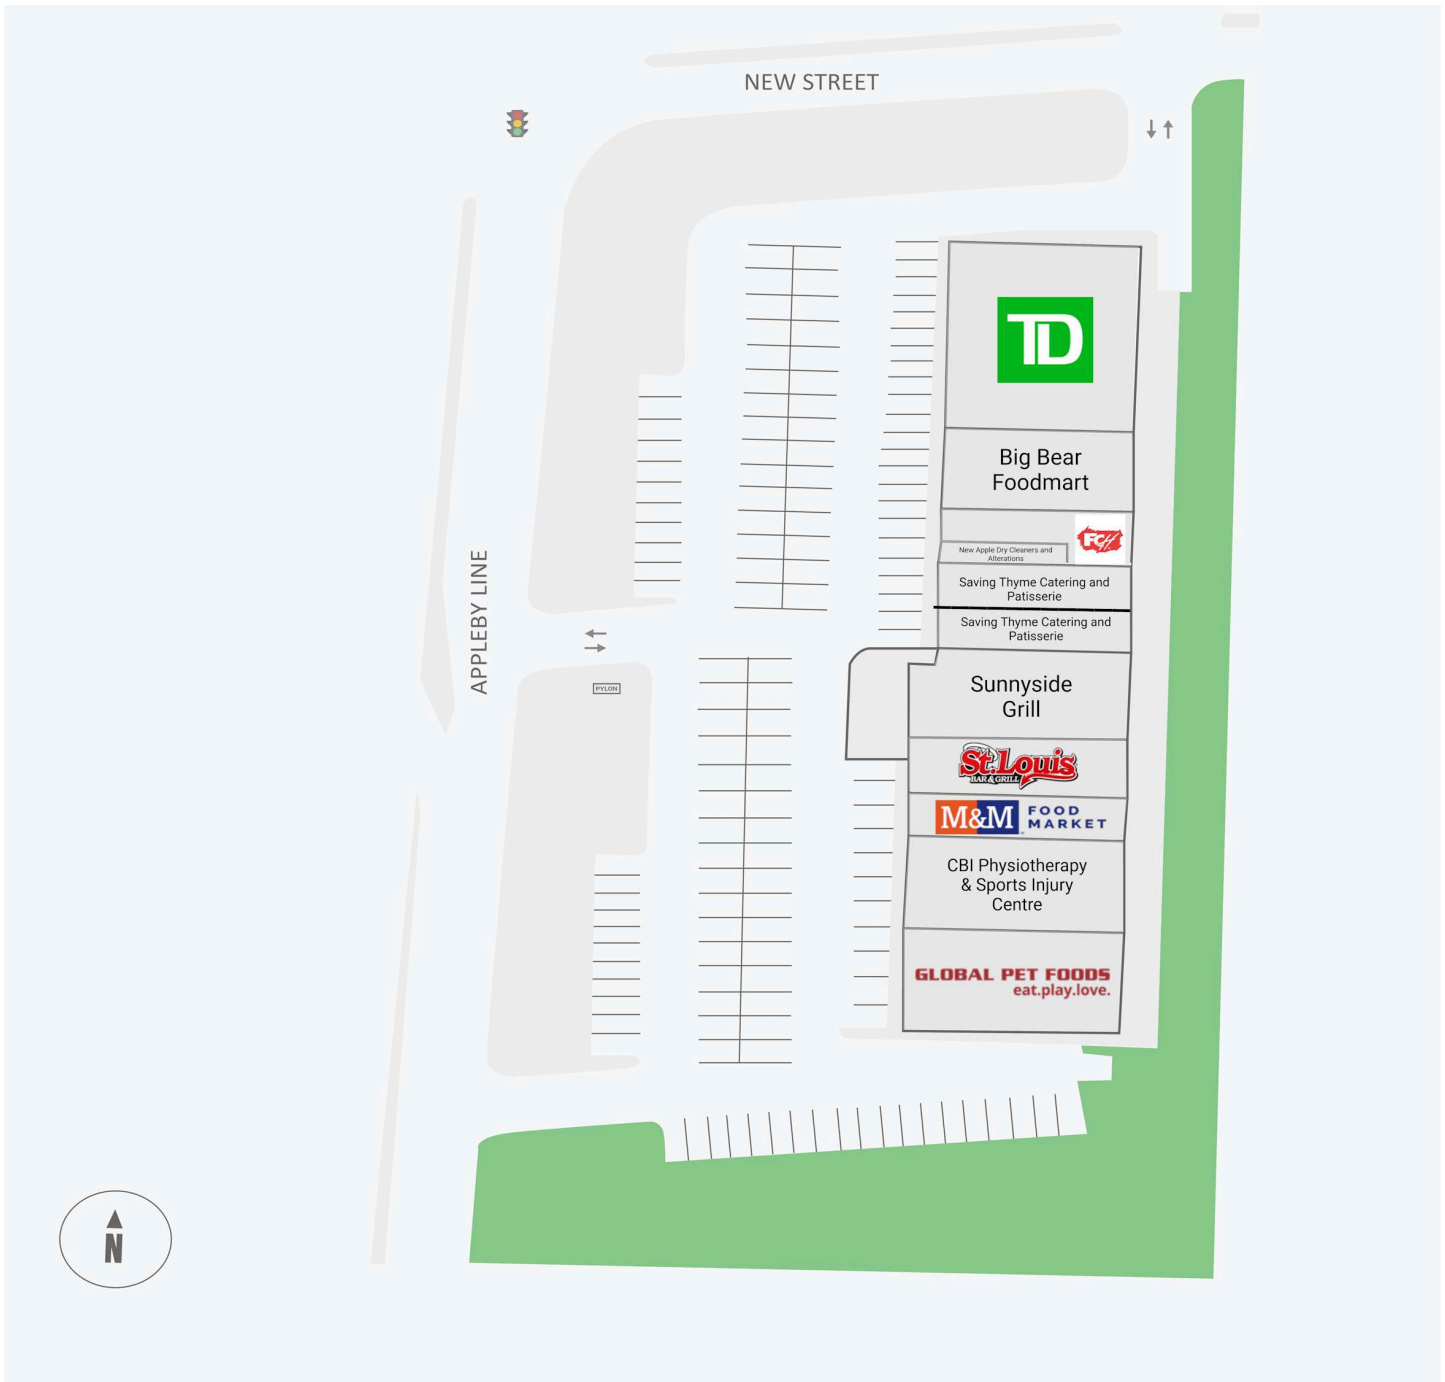 NEW STREET
TD
Big Bear
Foodmart
FGH
New Apple Dry Cleaners and
Alterations
Saving Thyme Catering and
Patisserie
Saving Thyme Catering and
Patisserie
APPLEBY LINE
PYLON
Sunnyside
Grill
St.Louis
BAR & GRILL
M&M FOOD
MARKET
CBI Physiotherapy
& Sports Injury
Centre
GLOBAL PET FOODS
eat.play.love.
N